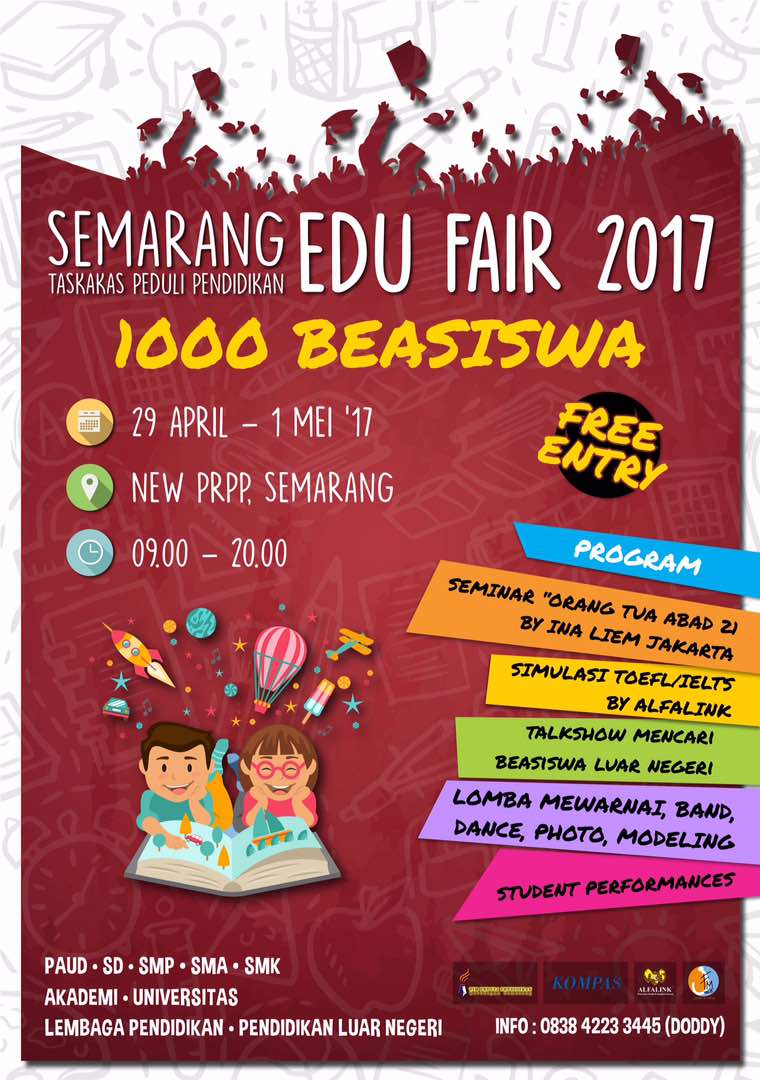 SEMARANG EDU FAIR 2017
TASKAKAS PEDULI PENDIDIKAN
1000 BEASISWA
29 APRIL – 1 MEI '17
NEW PRPP, SEMARANG
09.00 – 20.00
FREE
ENTRY
PROGRAM
SEMINAR "ORANG TUA ABAD 21
BY INA LIEM JAKARTA
SIMULASI TOEFL/IELTS
BY ALFALINK
TALKSHOW MENCARI
BEASISWA LUAR NEGERI
LOMBA MEWARNAI, BAND,
DANCE, PHOTO, MODELING
STUDENT PERFORMANCES
PAUD • SD • SMP • SMA • SMK
AKADEMI • UNIVERSITAS
LEMBAGA PENDIDIKAN • PENDIDIKAN LUAR NEGERI
KOMPAS
ALFALINK
INFO : 0838 4223 3445 (DODDY)